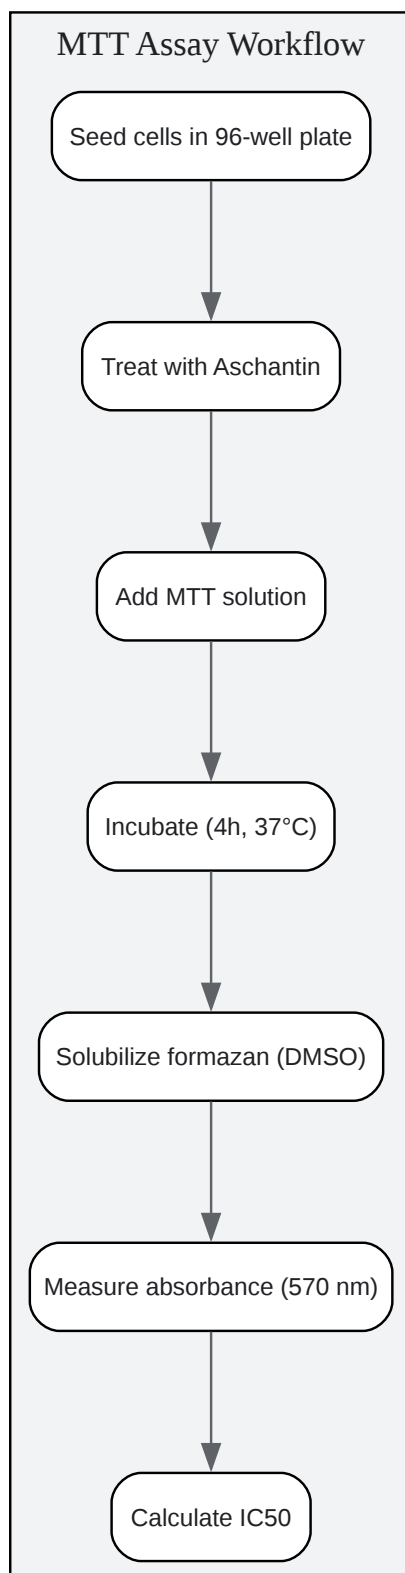 MTT Assay Workflow
Seed cells in 96-well plate
Treat with Aschantin
Add MTT solution
Incubate (4h, 37°C)
Solubilize formazan (DMSO)
Measure absorbance (570 nm)
Calculate IC50